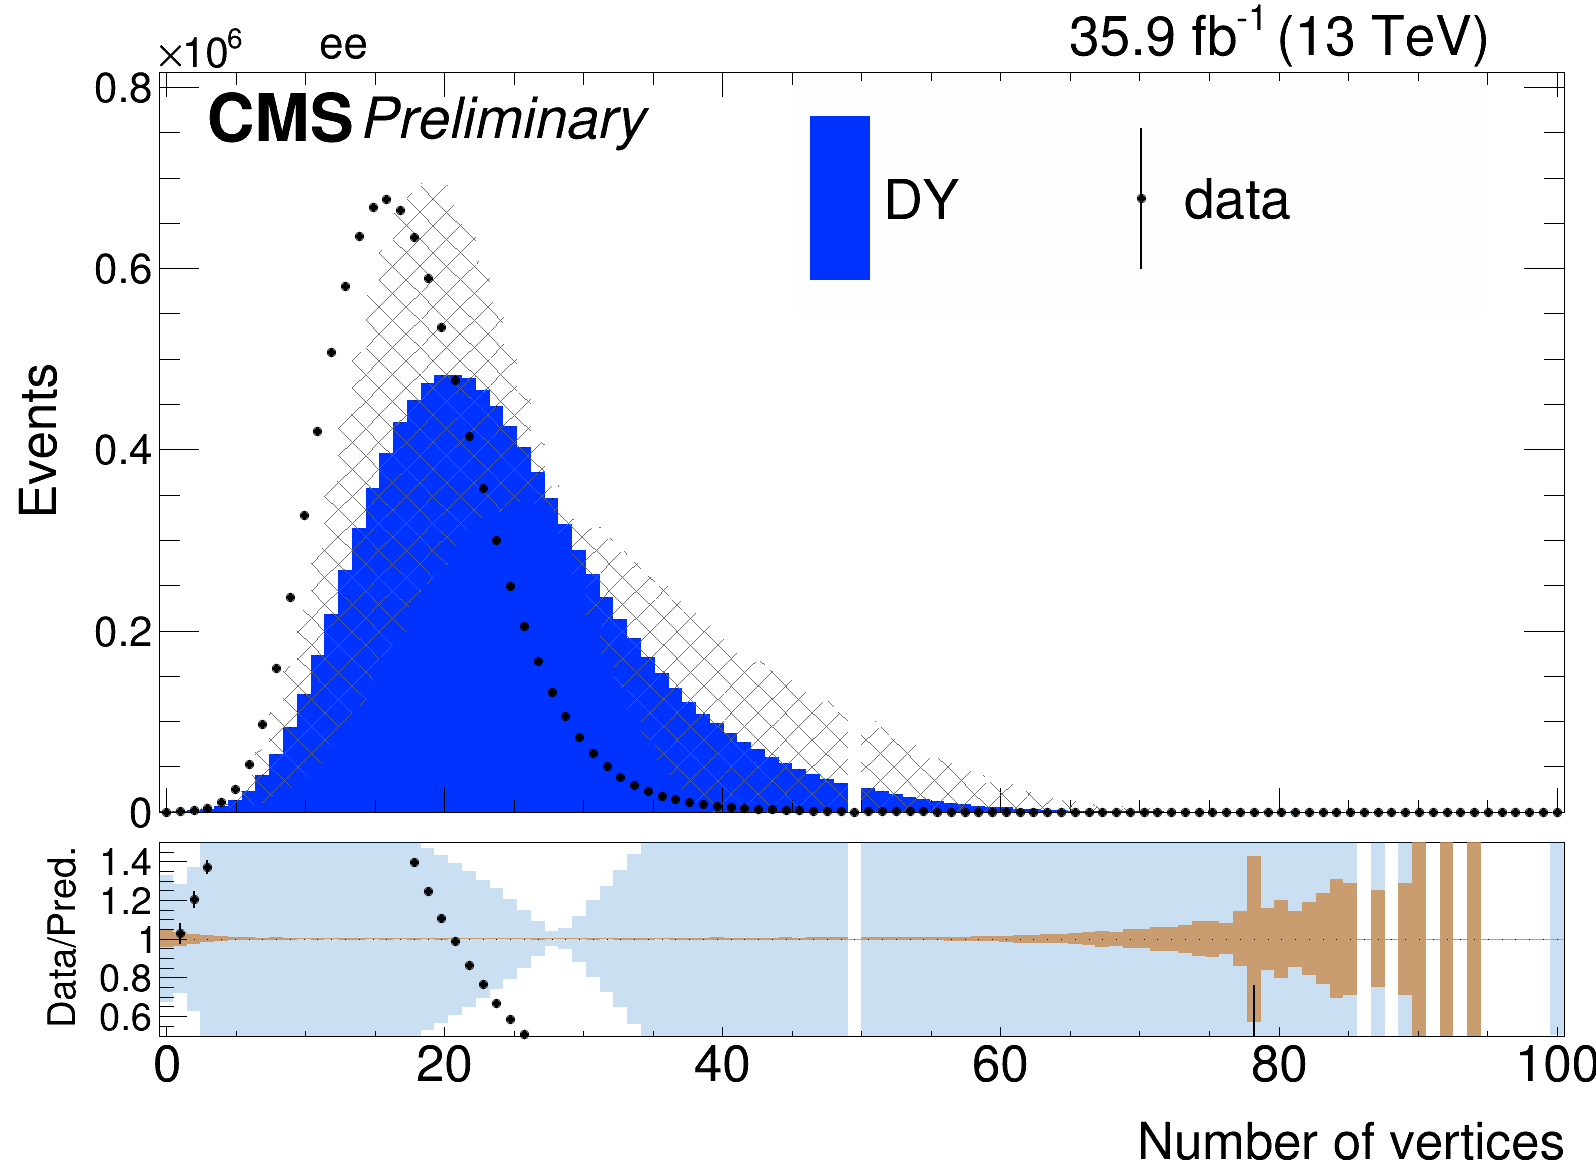 ×10⁶ ee 35.9 fb⁻¹ (13 TeV)
CMS Preliminary
DY data
Events
0.8
0.6
0.4
0.2
0
Data/Pred.
1.4
1.2
1
0.8
0.6
0 20 40 60 80 100
Number of vertices